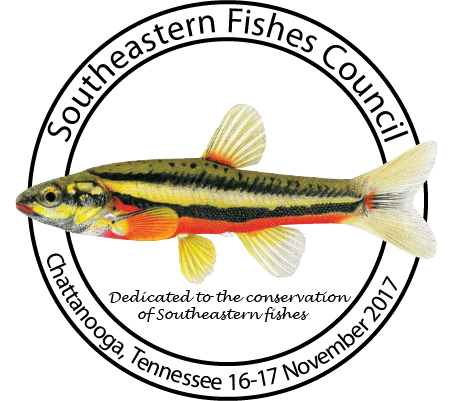 Southeastern Fishes Council
Dedicated to the conservation
of Southeastern fishes
Chattanooga, Tennessee 16-17 November 2017